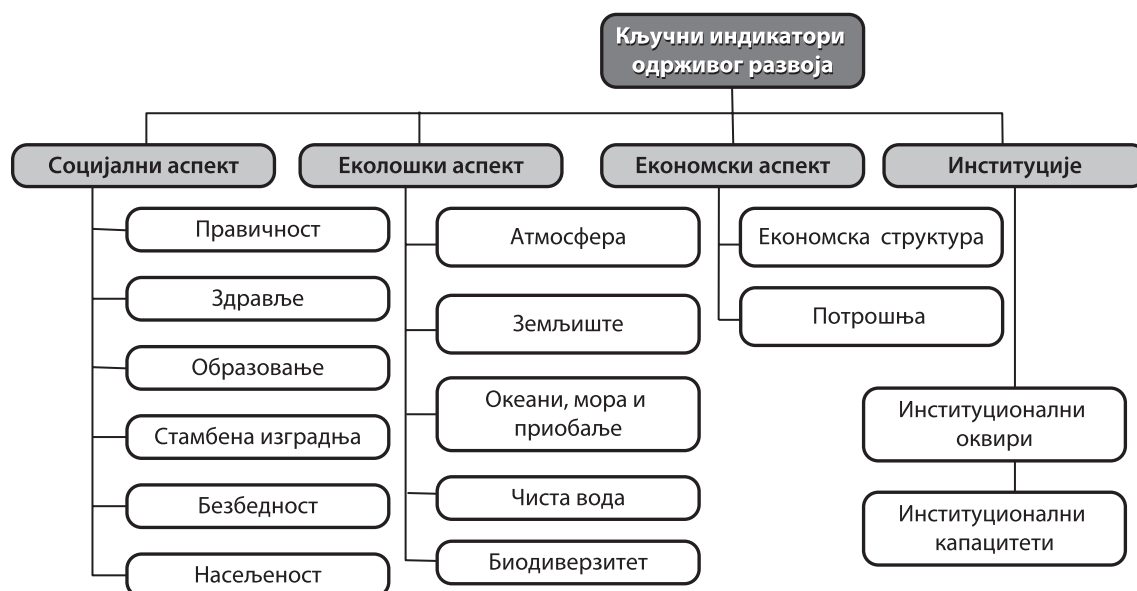 Кључни индикатори
одрживог развоја
Социјални аспект
Правичност
Здравље
Образовање
Стамбена изградња
Безбедност
Насељеност
Еколошки аспект
Атмосфера
Земљиште
Океани, мора и
приобаље
Чиста вода
Биодиверзитет
Економски аспект
Економска структура
Потрошња
Институције
Институционални
оквири
Институционални
капацитети